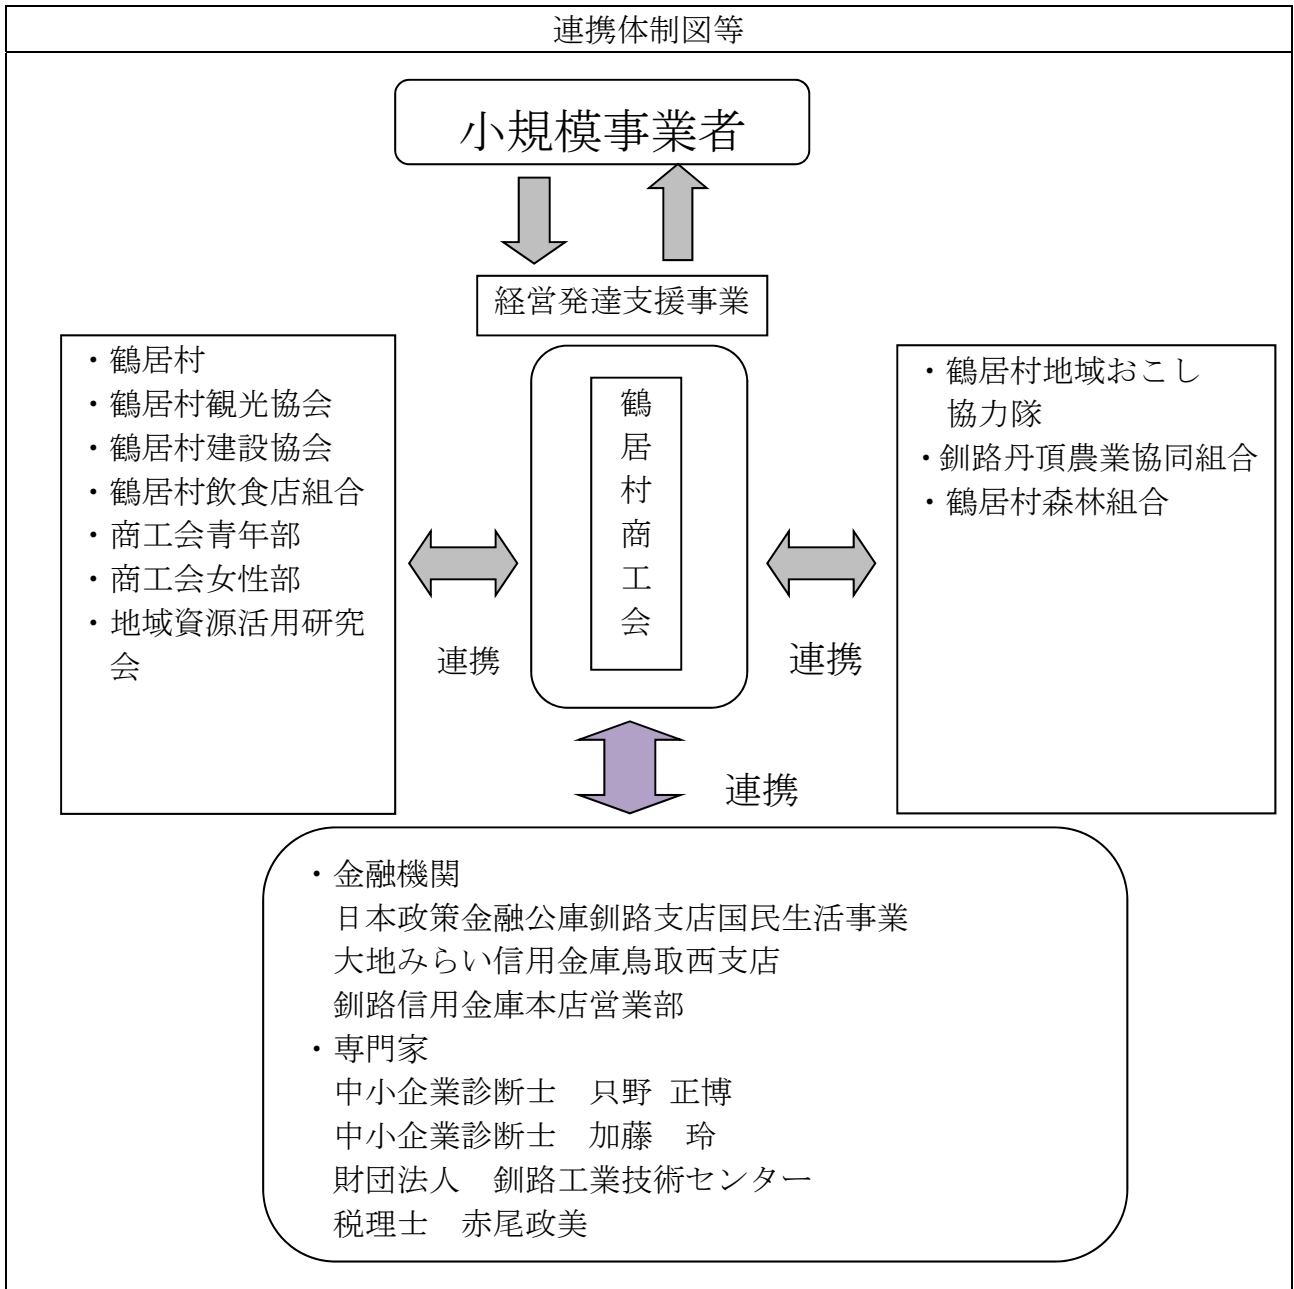 連携体制図等
小規模事業者
経営発達支援事業
・鶴居村
・鶴居村観光協会
・鶴居村建設協会
・鶴居村飲食店組合
・商工会青年部
・商工会女性部
・地域資源活用研究
会
連携
鶴居村商工会
連携
・鶴居村地域おこし
協力隊
・釧路丹頂農業協同組合
・鶴居村森林組合
連携
・金融機関
日本政策金融公庫釧路支店国民生活事業
大地みらい信用金庫鳥取西支店
釧路信用金庫本店営業部
・専門家
中小企業診断士　只野 正博
中小企業診断士　加藤　玲
財団法人　釧路工業技術センター
税理士　赤尾政美